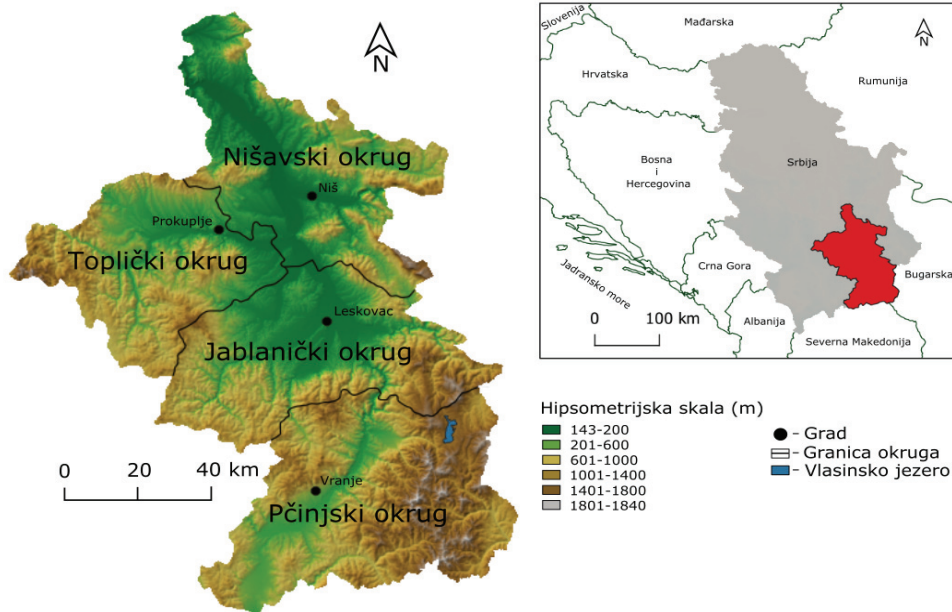 N
Nišavski okrug
Niš
Prokuplje
Toplički okrug
Leskovac
Jablanički okrug
Vranje
Pčinjski okrug
0 20 40 km
Slovenija
Mađarska
N
Hrvatska
Rumunija
Bosna
i
Hercegovina
Srbija
Jadransko more
Crna Gora
Bugarska
0 100 km
Albanija
Severna Makedonija
Hipsometrijska skala (m)
143-200
201-600
601-1000
1001-1400
1401-1800
1801-1840
- Grad
- Granica okruga
- Vlasinsko jezero